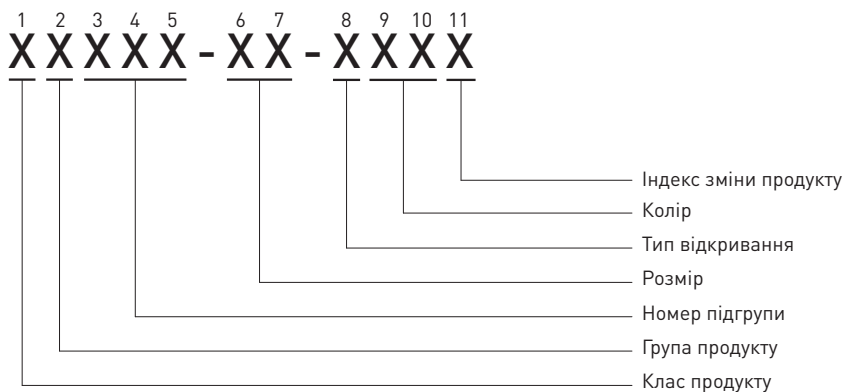 1 2 3 4 5 6 7 8 9 10 11
X X X X X - X X - X X X X
Індекс зміни продукту
Колір
Тип відкривання
Розмір
Номер підгрупи
Група продукту
Клас продукту